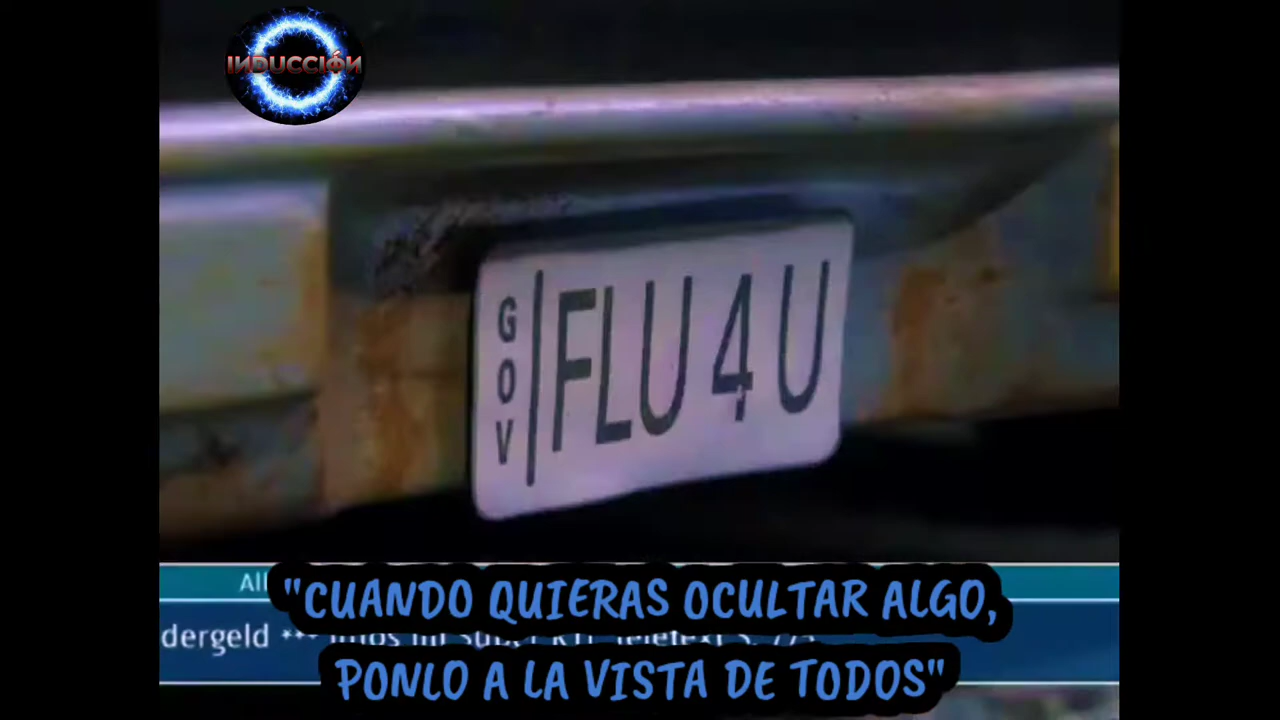 INDUCCIÓN
GOV
FLU 4 U
All
"CUANDO QUIERAS OCULTAR ALGO,
dergeld ***
PONLO A LA VISTA DE TODOS"